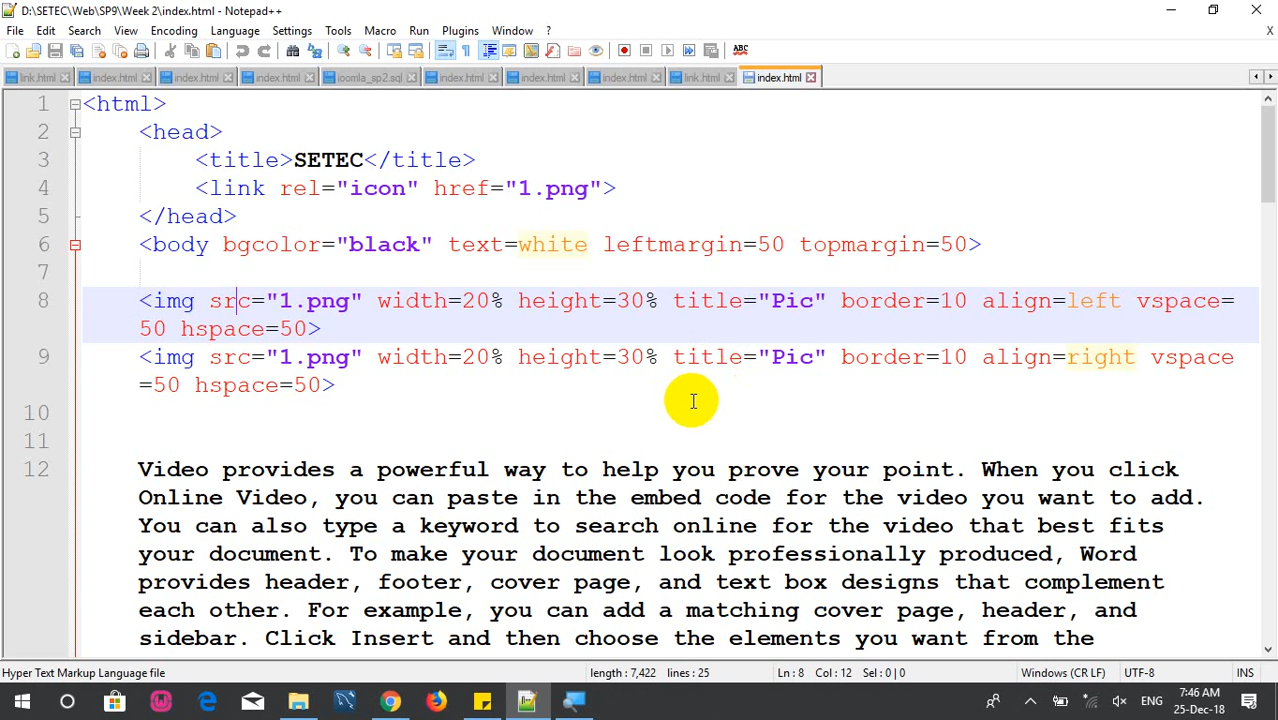 D:\SETEC\Web\SP9\Week 2\index.html - Notepad++
File Edit Search View Encoding Language Settings Tools Macro Run Plugins Window ? X
ABC
link.html index.html index.html index.html joomla_sp2.sql index.html index.html index.html link.html index.html
1 <html>
2 <head>
3 <title>SETEC</title>
4 <link rel="icon" href="1.png">
5 </head>
6 <body bgcolor="black" text=white leftmargin=50 topmargin=50>
7
8 <img src="1.png" width=20% height=30% title="Pic" border=10 align=left vspace=
50 hspace=50>
9 <img src="1.png" width=20% height=30% title="Pic" border=10 align=right vspace
=50 hspace=50>
10
11
12 Video provides a powerful way to help you prove your point. When you click
Online Video, you can paste in the embed code for the video you want to add.
You can also type a keyword to search online for the video that best fits
your document. To make your document look professionally produced, Word
provides header, footer, cover page, and text box designs that complement
each other. For example, you can add a matching cover page, header, and
sidebar. Click Insert and then choose the elements you want from the
Hyper Text Markup Language file length : 7,422 lines : 25 Ln : 8 Col : 12 Sel : 0 | 0 Windows (CR LF) UTF-8 INS
ENG 7:46 AM
25-Dec-18